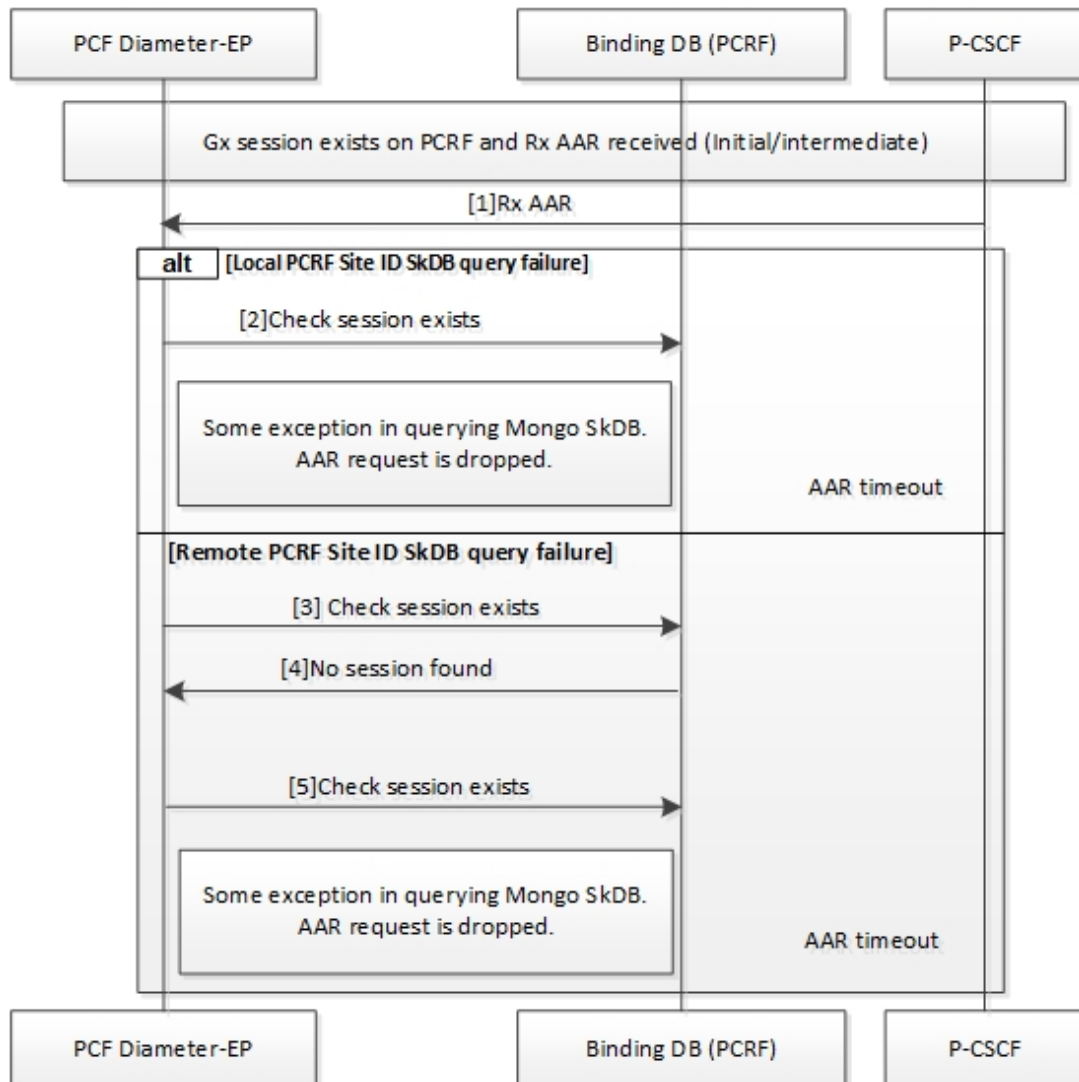 PCF Diameter-EP
Binding DB (PCRF)
P-CSCF
Gx session exists on PCRF and Rx AAR received (Initial/intermediate)
[1]Rx AAR
alt
[Local PCRF Site ID SkDB query failure]
[2]Check session exists
Some exception in querying Mongo SkDB.
AAR request is dropped.
AAR timeout
[Remote PCRF Site ID SkDB query failure]
[3] Check session exists
[4]No session found
[5]Check session exists
Some exception in querying Mongo SkDB.
AAR request is dropped.
AAR timeout
PCF Diameter-EP
Binding DB (PCRF)
P-CSCF